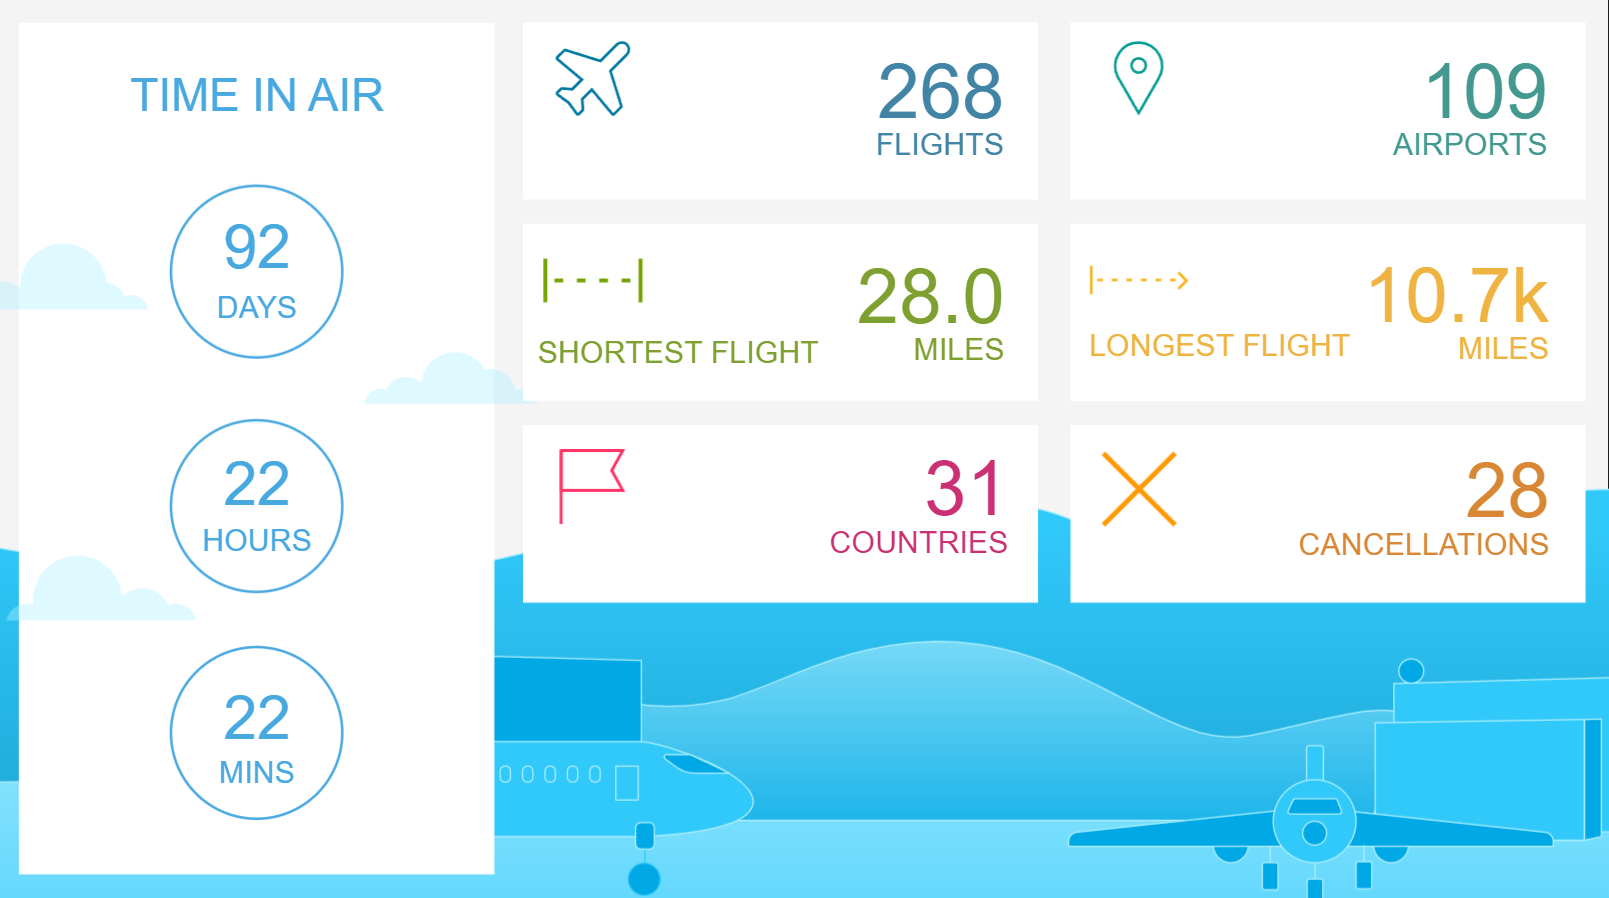 TIME IN AIR
92
DAYS
22
HOURS
22
MINS
268
FLIGHTS
109
AIRPORTS
SHORTEST FLIGHT
28.0
MILES
LONGEST FLIGHT
10.7k
MILES
31
COUNTRIES
28
CANCELLATIONS